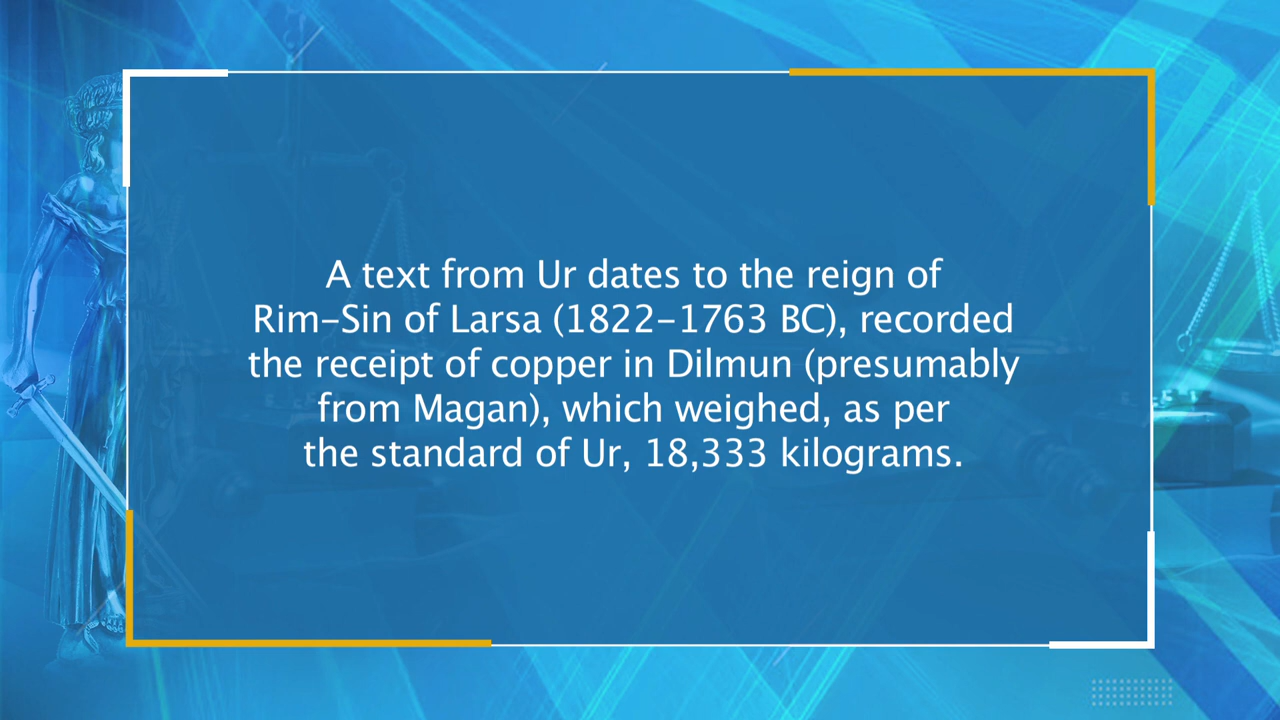 A text from Ur dates to the reign of
Rim–Sin of Larsa (1822–1763 BC), recorded
the receipt of copper in Dilmun (presumably
from Magan), which weighed, as per
the standard of Ur, 18,333 kilograms.